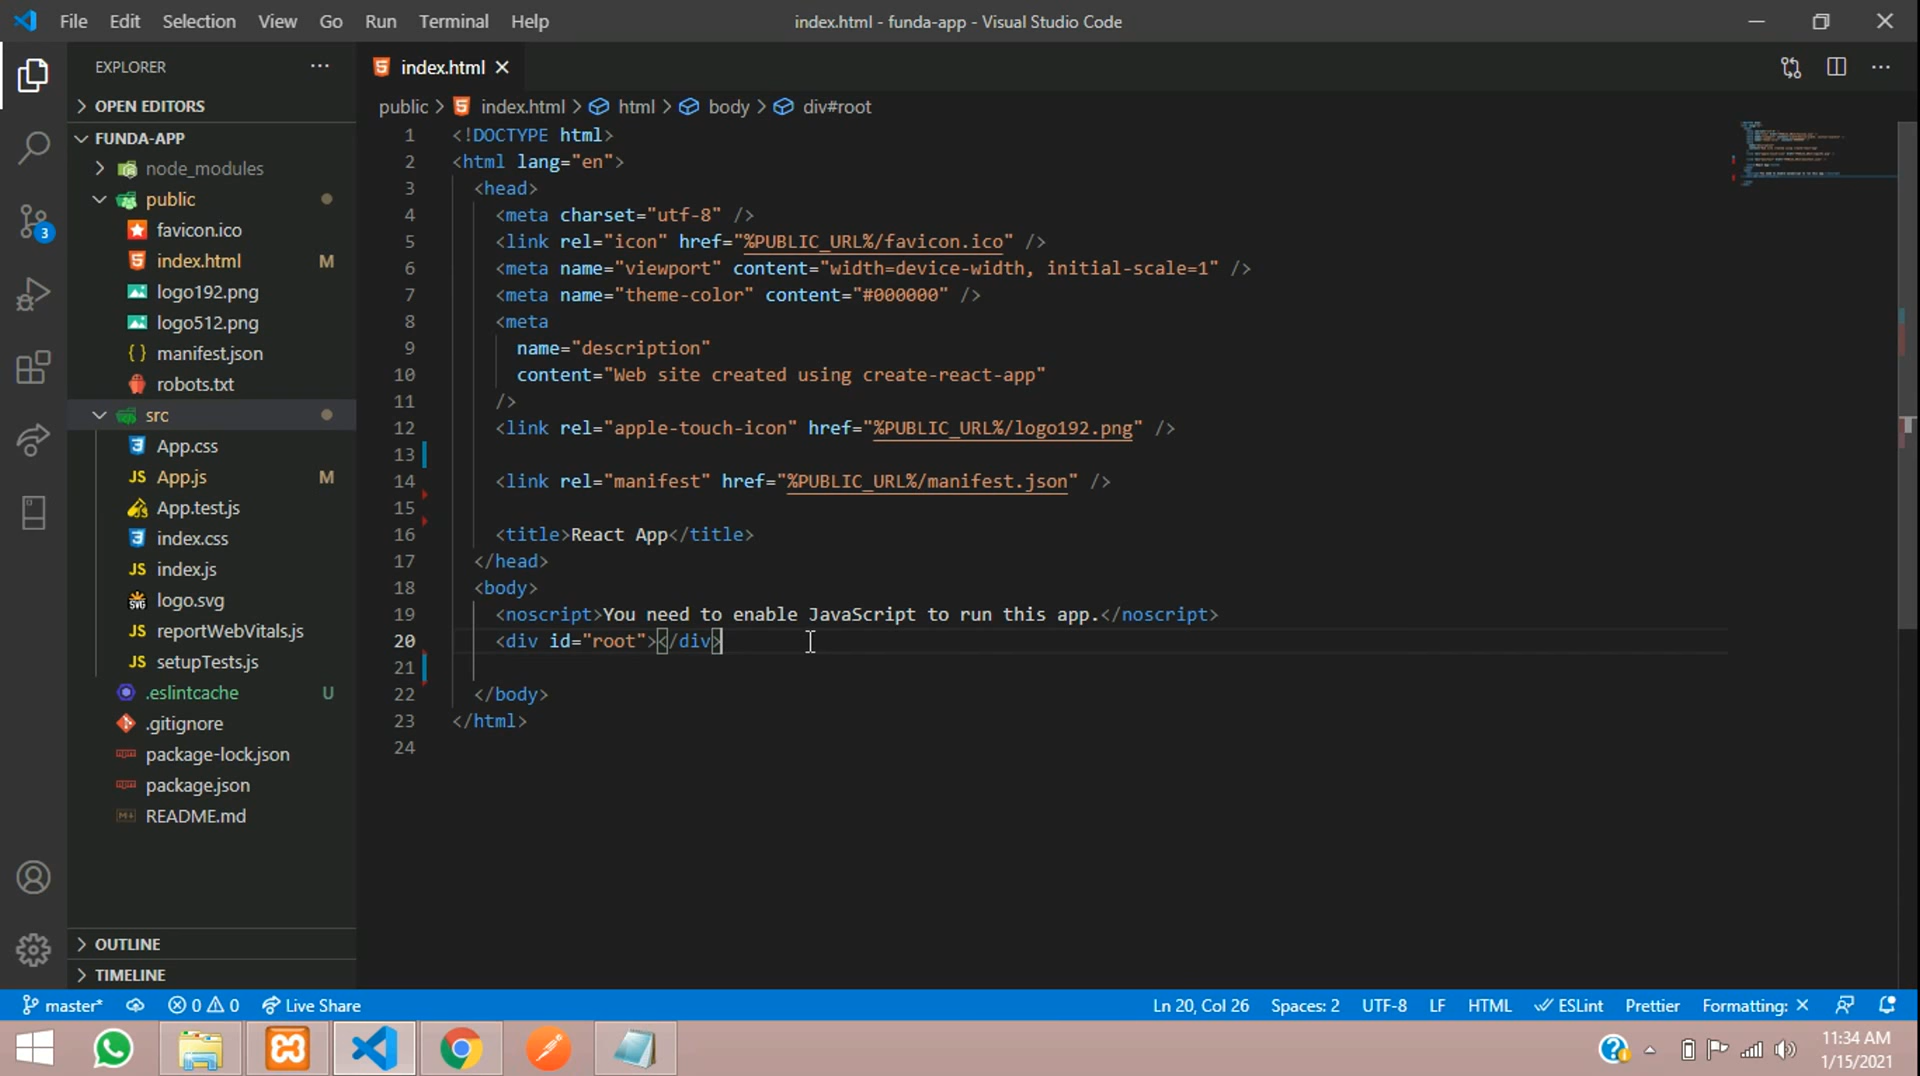 File Edit Selection View Go Run Terminal Help
index.html - funda-app - Visual Studio Code
EXPLORER
OPEN EDITORS
FUNDA-APP
node_modules
public
favicon.ico
index.html M
logo192.png
logo512.png
manifest.json
robots.txt
src
App.css
App.js M
App.test.js
index.css
index.js
logo.svg
reportWebVitals.js
setupTests.js
.eslintcache U
.gitignore
package-lock.json
package.json
README.md
OUTLINE
TIMELINE
3
index.html
public > index.html > html > body > div#root
1 <!DOCTYPE html>
2 <html lang="en">
3 <head>
4 <meta charset="utf-8" />
5 <link rel="icon" href="%PUBLIC_URL%/favicon.ico" />
6 <meta name="viewport" content="width=device-width, initial-scale=1" />
7 <meta name="theme-color" content="#000000" />
8 <meta
9 name="description"
10 content="Web site created using create-react-app"
11 />
12 <link rel="apple-touch-icon" href="%PUBLIC_URL%/logo192.png" />
13
14 <link rel="manifest" href="%PUBLIC_URL%/manifest.json" />
15
16 <title>React App</title>
17 </head>
18 <body>
19 <noscript>You need to enable JavaScript to run this app.</noscript>
20 <div id="root"></div>
21
22 </body>
23 </html>
24
master* 0 0 Live Share
Ln 20, Col 26 Spaces: 2 UTF-8 LF HTML ESLint Prettier Formatting: ×
11:34 AM
1/15/2021